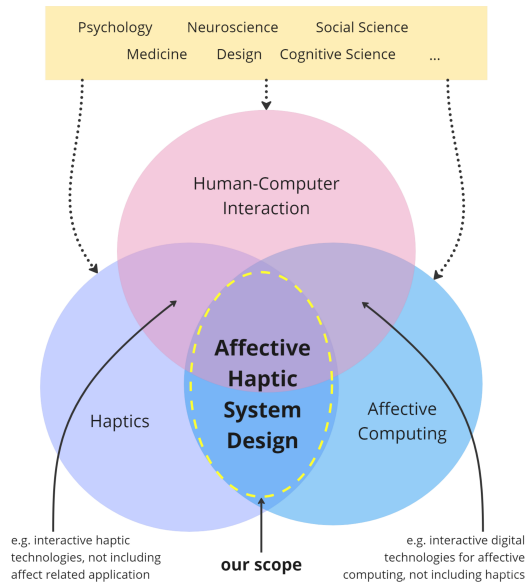 Psychology Neuroscience Social Science
Medicine Design Cognitive Science ...
Human-Computer
Interaction
Affective
Haptic
System
Design
Haptics
Affective
Computing
e.g. interactive haptic
technologies, not including
affect related application
our scope
e.g. interactive digital
technologies for affective
computing, not including haptics